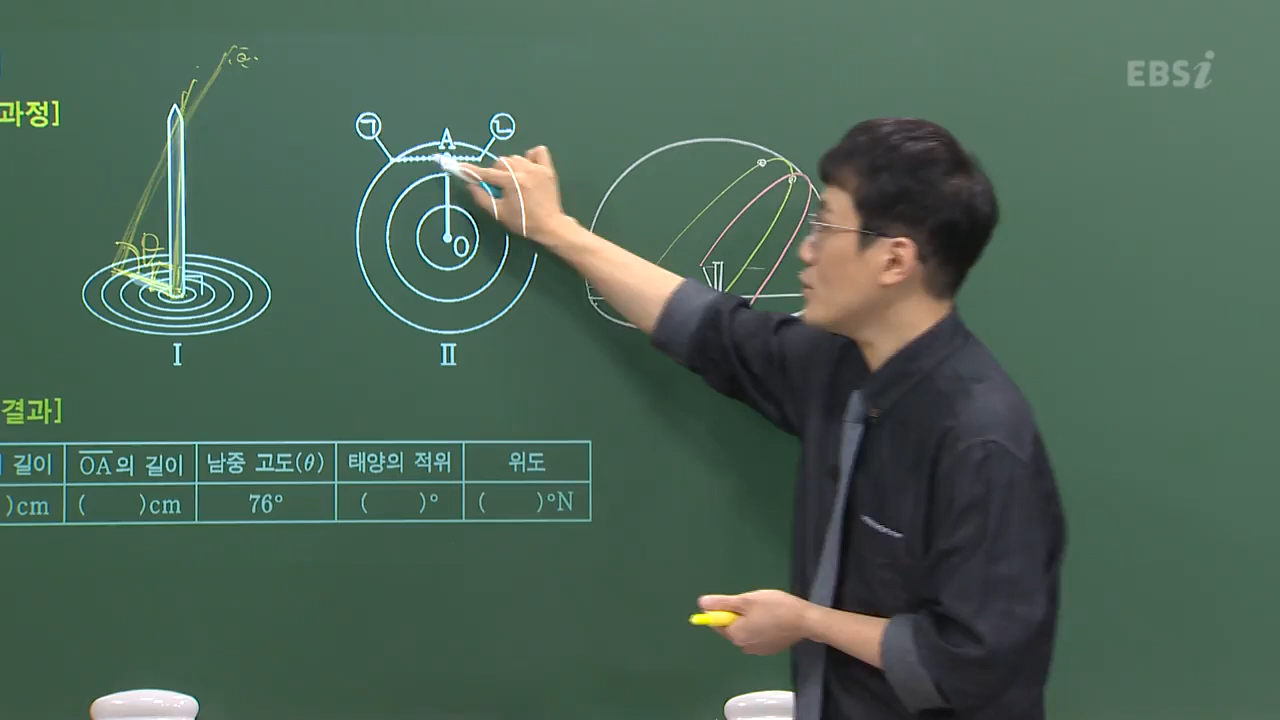 EBSi
과정]
㉠ A ㉡
θ
O
Ⅱ
Ⅰ Ⅱ
결과]
길이 OA의 길이 남중 고도(θ) 태양의 적위 위도
)cm ( )cm 76° ( )° ( )°N